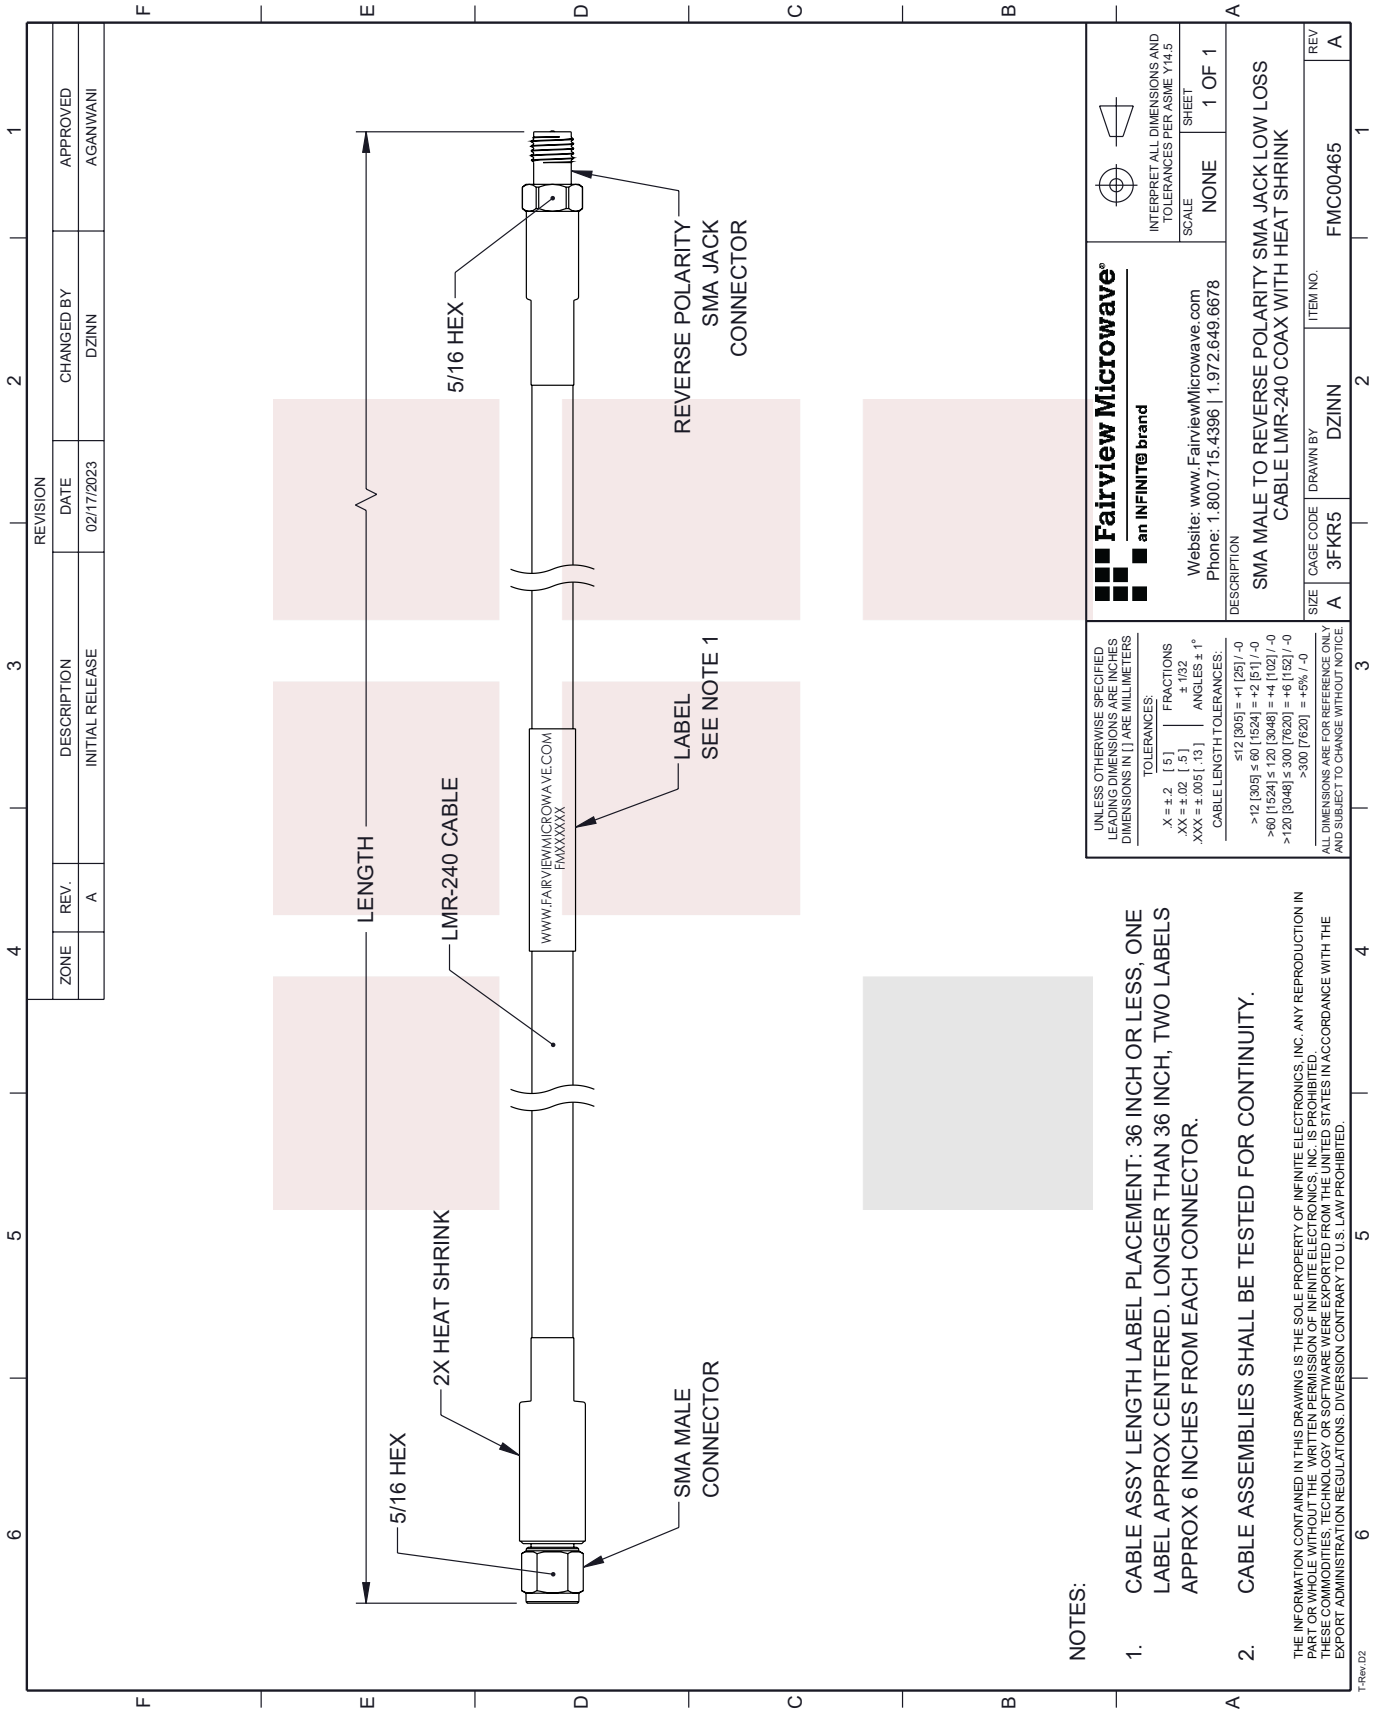 REVISION
ZONE REV. DESCRIPTION DATE CHANGED BY APPROVED
A INITIAL RELEASE 02/17/2023 DZINN AGANWANI
6 5 4 3 2 1
F
E
D
C
B
A
F
E
D
C
B
A
LENGTH
5/16 HEX
2X HEAT SHRINK
LMR-240 CABLE
5/16 HEX
WWW.FAIRVIEWMICROWAVE.COM
FMXXXXXX
SMA MALE
CONNECTOR
LABEL
SEE NOTE 1
REVERSE POLARITY
SMA JACK
CONNECTOR
NOTES:
1. CABLE ASSY LENGTH LABEL PLACEMENT: 36 INCH OR LESS, ONE
LABEL APPROX CENTERED. LONGER THAN 36 INCH, TWO LABELS
APPROX 6 INCHES FROM EACH CONNECTOR.
2. CABLE ASSEMBLIES SHALL BE TESTED FOR CONTINUITY.
THE INFORMATION CONTAINED IN THIS DRAWING IS THE SOLE PROPERTY OF INFINITE ELECTRONICS, INC. ANY REPRODUCTION IN
PART OR WHOLE WITHOUT THE WRITTEN PERMISSION OF INFINITE ELECTRONICS, INC. IS PROHIBITED.
THESE COMMODITIES, TECHNOLOGY OR SOFTWARE WERE EXPORTED FROM THE UNITED STATES IN ACCORDANCE WITH THE
EXPORT ADMINISTRATION REGULATIONS. DIVERSION CONTRARY TO U.S. LAW PROHIBITED.
UNLESS OTHERWISE SPECIFIED
LEADING DIMENSIONS ARE INCHES
DIMENSIONS IN [ ] ARE MILLIMETERS
TOLERANCES:
.X = ±.2 [ 5 ] FRACTIONS
.XX = ±.02 [ .5 ] ± 1/32
.XXX = ±.005 [ .13 ] ANGLES ± 1°
CABLE LENGTH TOLERANCES:
≤12 [305] = +1 [25] / -0
>12 [305] ≤ 60 [1524] = +2 [51] / -0
>60 [1524] ≤ 120 [3048] = +4 [102] / -0
>120 [3048] ≤ 300 [7620] = +6 [152] / -0
>300 [7620] = +5% / -0
ALL DIMENSIONS ARE FOR REFERENCE ONLY
AND SUBJECT TO CHANGE WITHOUT NOTICE.
Fairview Microwave®
an INFINITe brand
Website: www.FairviewMicrowave.com
Phone: 1.800.715.4396 | 1.972.649.6678
INTERPRET ALL DIMENSIONS AND
TOLERANCES PER ASME Y14.5
SCALE SHEET
NONE 1 OF 1
DESCRIPTION
SMA MALE TO REVERSE POLARITY SMA JACK LOW LOSS
CABLE LMR-240 COAX WITH HEAT SHRINK
SIZE CAGE CODE DRAWN BY ITEM NO. REV
A 3FKR5 DZINN FMC00465 A
6 5 4 3 2 1
T-Rev.D2